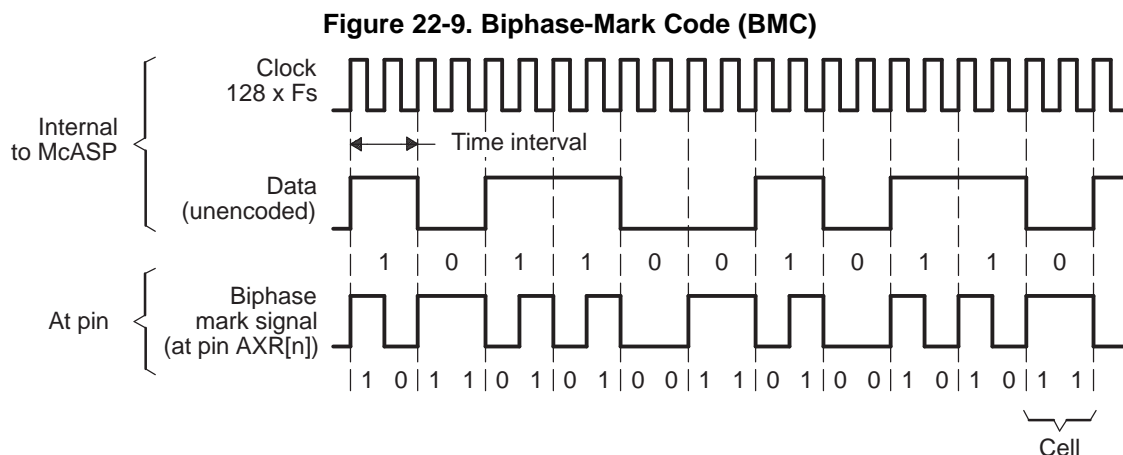 Figure 22-9. Biphase-Mark Code (BMC)
Clock
128 x Fs
Internal
to McASP
Time interval
Data
(unencoded)
1 0 1 1 0 0 1 0 1 1 0
At pin
Biphase
mark signal
(at pin AXR[n])
1 0 1 1 0 1 0 1 0 0 1 1 0 1 0 0 1 0 1 0 1 1
Cell